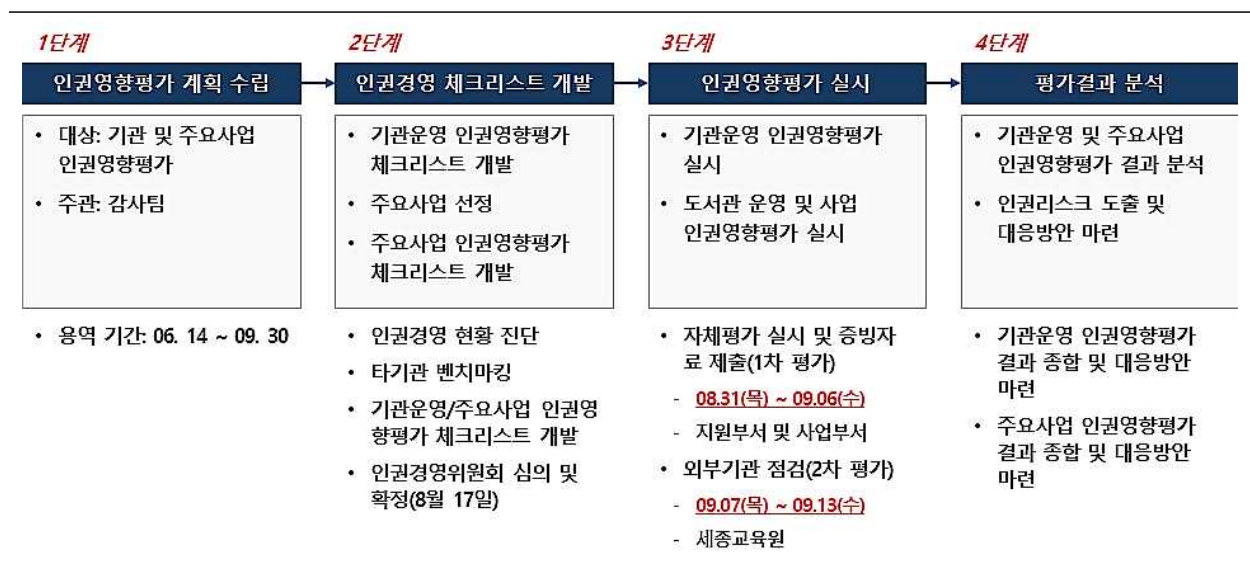 1단계
인권영향평가 계획 수립
• 대상: 기관 및 주요사업
인권영향평가
• 주관: 감사팀
• 용역 기간: 06. 14 ~ 09. 30
2단계
인권경영 체크리스트 개발
• 기관운영 인권영향평가
체크리스트 개발
• 주요사업 선정
• 주요사업 인권영향평가
체크리스트 개발
• 인권경영 현황 진단
• 타기관 벤치마킹
• 기관운영/주요사업 인권영
향평가 체크리스트 개발
• 인권경영위원회 심의 및
확정(8월 17일)
3단계
인권영향평가 실시
• 기관운영 인권영향평가
실시
• 도서관 운영 및 사업
인권영향평가 실시
• 자체평가 실시 및 증빙자
료 제출(1차 평가)
- 08.31(목) ~ 09.06(수)
- 지원부서 및 사업부서
• 외부기관 점검(2차 평가)
- 09.07(목) ~ 09.13(수)
- 세종교육원
4단계
평가결과 분석
• 기관운영 및 주요사업
인권영향평가 결과 분석
• 인권리스크 도출 및
대응방안 마련
• 기관운영 인권영향평가
결과 종합 및 대응방안
마련
• 주요사업 인권영향평가
결과 종합 및 대응방안
마련